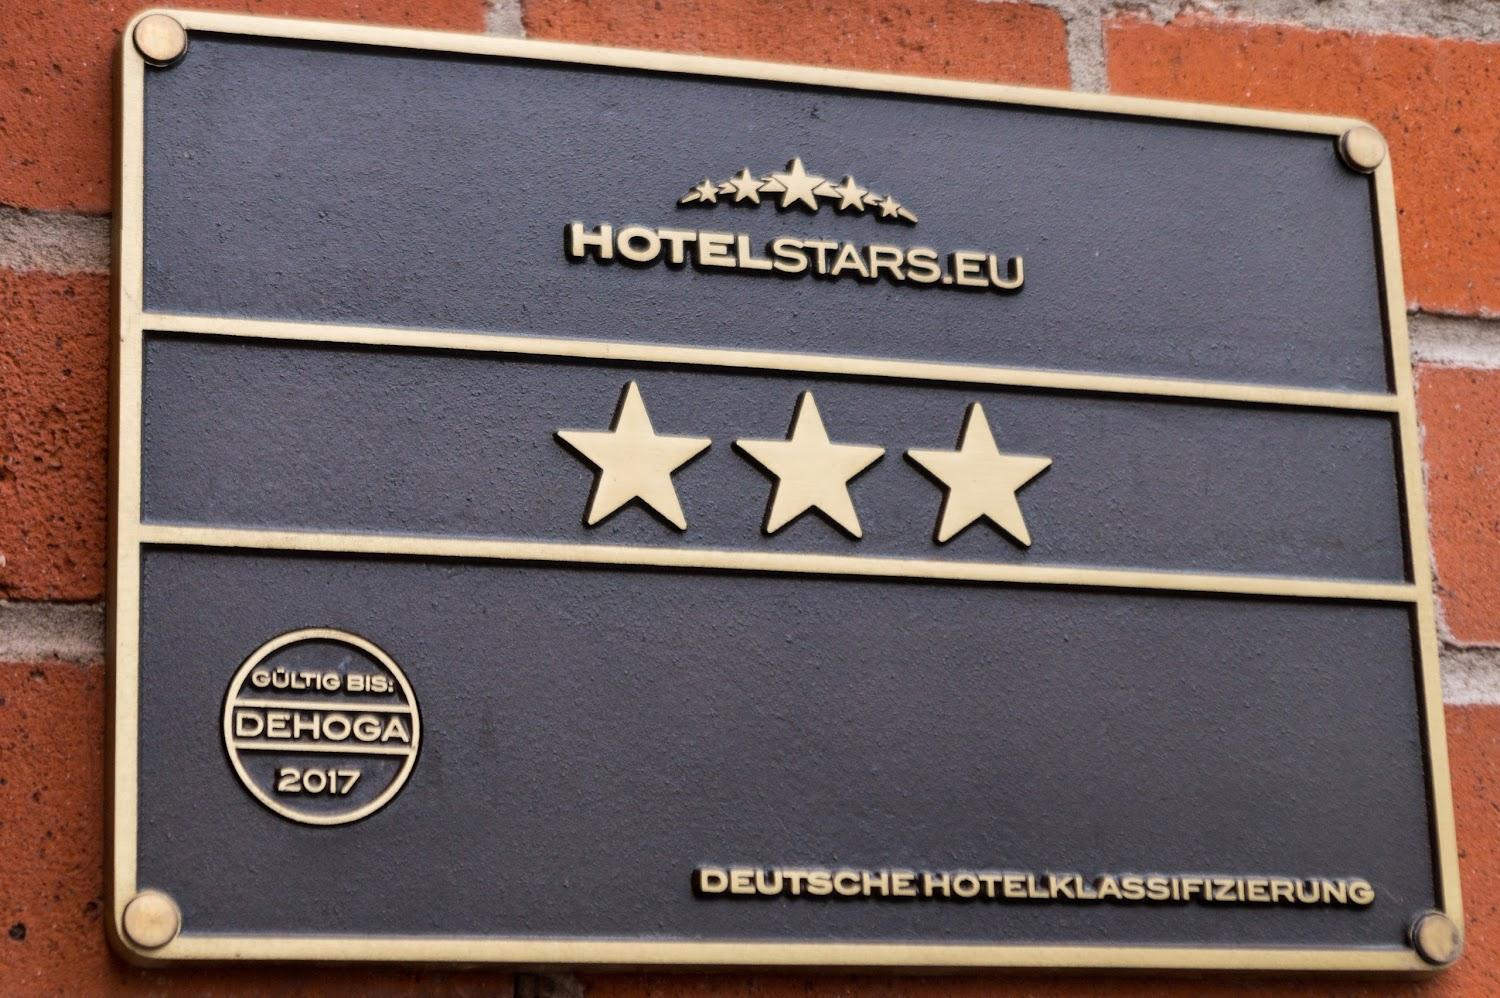 HOTELSTARS.EU
GÜLTIG BIS:
DEHOGA
2017
DEUTSCHE HOTELKLASSIFIZIERUNG